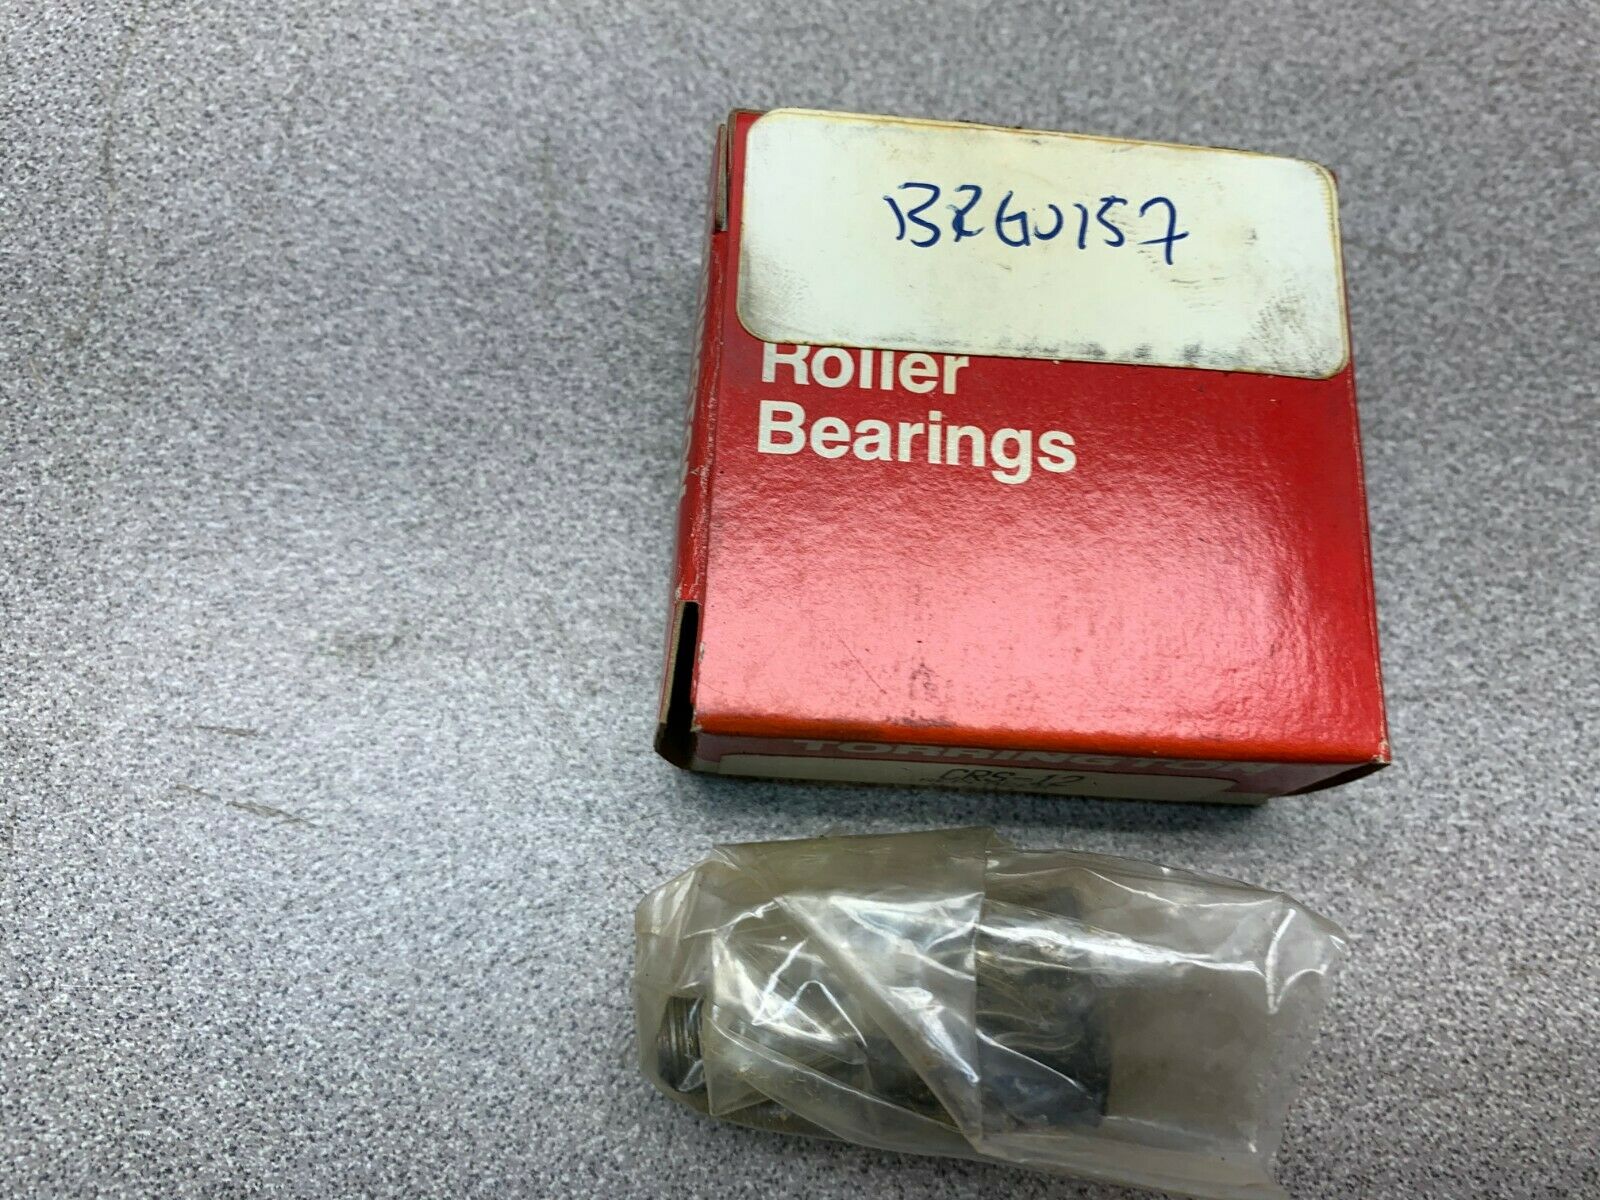 BRG0157
Roller
Bearings
TORRINGTON
CRS-12